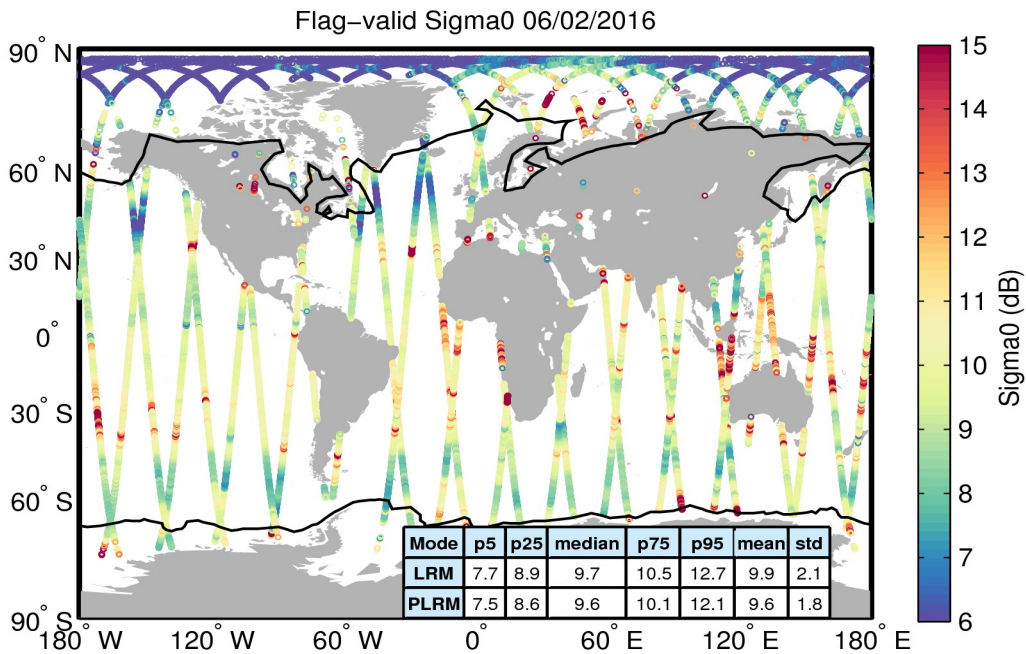 Flag−valid Sigma0 06/02/2016
90° N
60° N
30° N
0°
30° S
60° S
90° S
180° W
120° W
60° W
0°
60° E
120° E
180° E
Mode p5 p25 median p75 p95 mean std
LRM 7.7 8.9 9.7 10.5 12.7 9.9 2.1
PLRM 7.5 8.6 9.6 10.1 12.1 9.6 1.8
15
14
13
12
11
10
9
8
7
6
Sigma0 (dB)